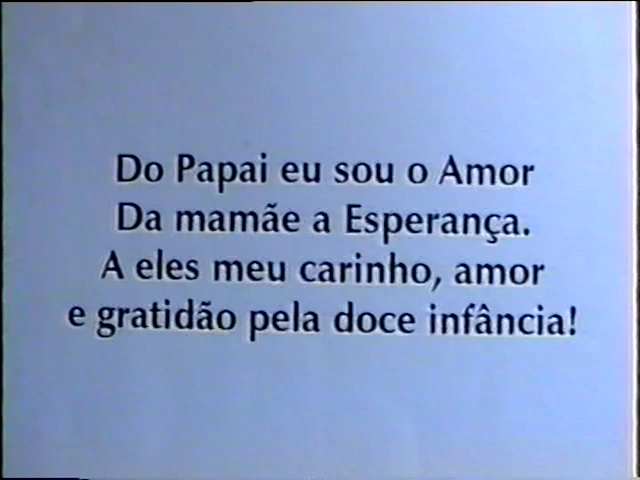 Do Papai eu sou o Amor
Da mamãe a Esperança.
A eles meu carinho, amor
e gratidão pela doce infância!